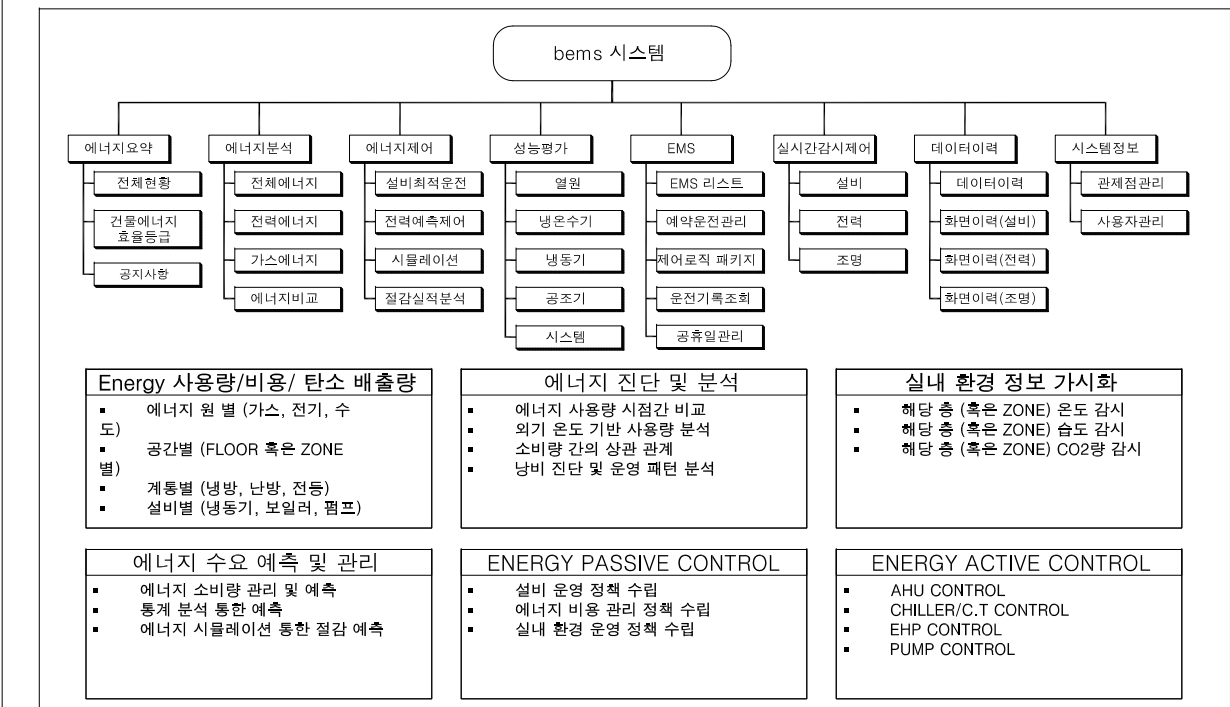 bems 시스템
에너지요약
전체현황
건물에너지
효율등급
공지사항
에너지분석
전체에너지
전력에너지
가스에너지
에너지비교
에너지제어
설비최적운전
전력예측제어
시뮬레이션
절감실적분석
성능평가
열원
냉온수기
냉동기
공조기
시스템
EMS
EMS 리스트
예약운전관리
제어로직 패키지
운전기록조회
공휴일관리
실시간감시제어
설비
전력
조명
데이터이력
데이터이력
화면이력(설비)
화면이력(전력)
화면이력(조명)
시스템정보
관제점관리
사용자관리
Energy 사용량/비용/ 탄소 배출량
▪ 에너지 원 별 (가스, 전기, 수
도)
▪ 공간별 (FLOOR 혹은 ZONE
별)
▪ 계통별 (냉방, 난방, 전등)
▪ 설비별 (냉동기, 보일러, 펌프)
에너지 진단 및 분석
▪ 에너지 사용량 시점간 비교
▪ 외기 온도 기반 사용량 분석
▪ 소비량 간의 상관 관계
▪ 낭비 진단 및 운영 패턴 분석
실내 환경 정보 가시화
▪ 해당 층 (혹은 ZONE) 온도 감시
▪ 해당 층 (혹은 ZONE) 습도 감시
▪ 해당 층 (혹은 ZONE) CO2량 감시
에너지 수요 예측 및 관리
▪ 에너지 소비량 관리 및 예측
▪ 통계 분석 통한 예측
▪ 에너지 시뮬레이션 통한 절감 예측
ENERGY PASSIVE CONTROL
▪ 설비 운영 정책 수립
▪ 에너지 비용 관리 정책 수립
▪ 실내 환경 운영 정책 수립
ENERGY ACTIVE CONTROL
▪ AHU CONTROL
▪ CHILLER/C.T CONTROL
▪ EHP CONTROL
▪ PUMP CONTROL